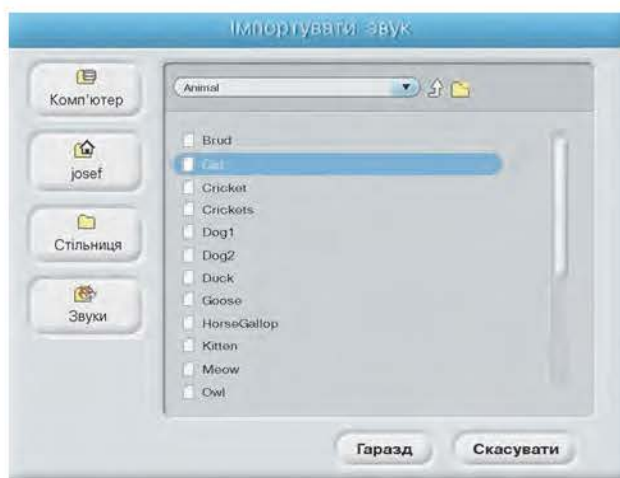 Імпортувати звук
Комп'ютер
josef
Стільниця
Звуки
Animal
Brud
Cricket
Crickets
Dog1
Dog2
Duck
Goose
HorseGallop
Kitten
Meow
Owl
Гаразд
Скасувати